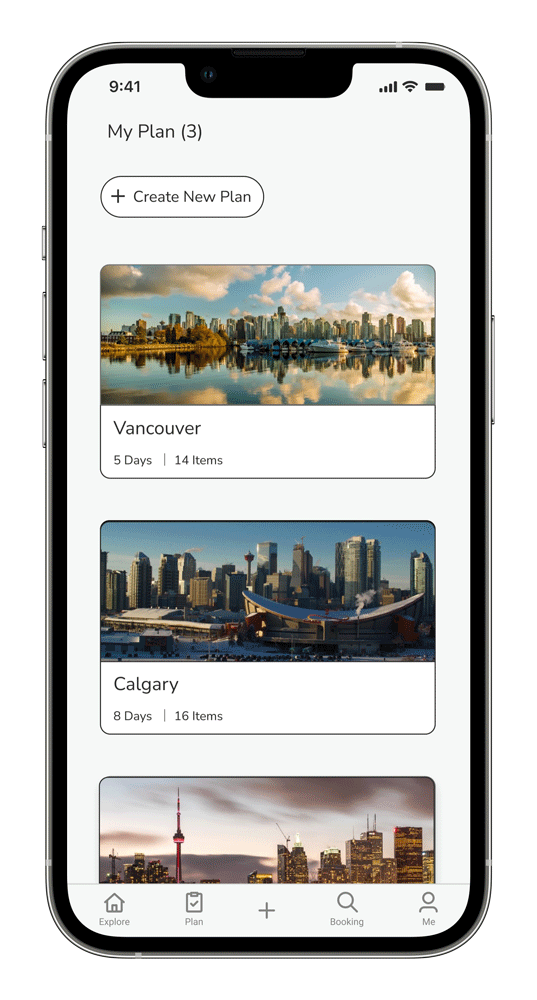 9:41
My Plan (3)
+ Create New Plan
Vancouver
5 Days | 14 Items
Calgary
8 Days | 16 Items
Explore Plan + Booking Me